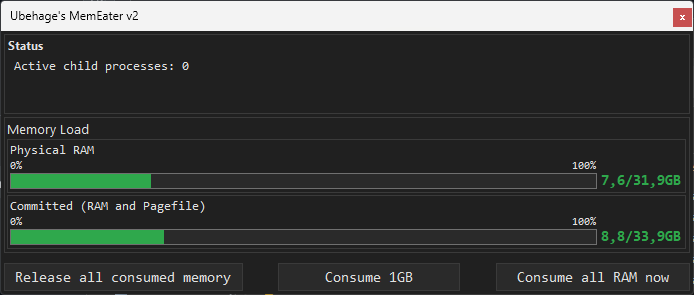 Ubehage's MemEater v2
x
Status
Active child processes: 0
Memory Load
Physical RAM
0% 100%
7,6/31,9GB
Committed (RAM and Pagefile)
0% 100%
8,8/33,9GB
Release all consumed memory Consume 1GB Consume all RAM now